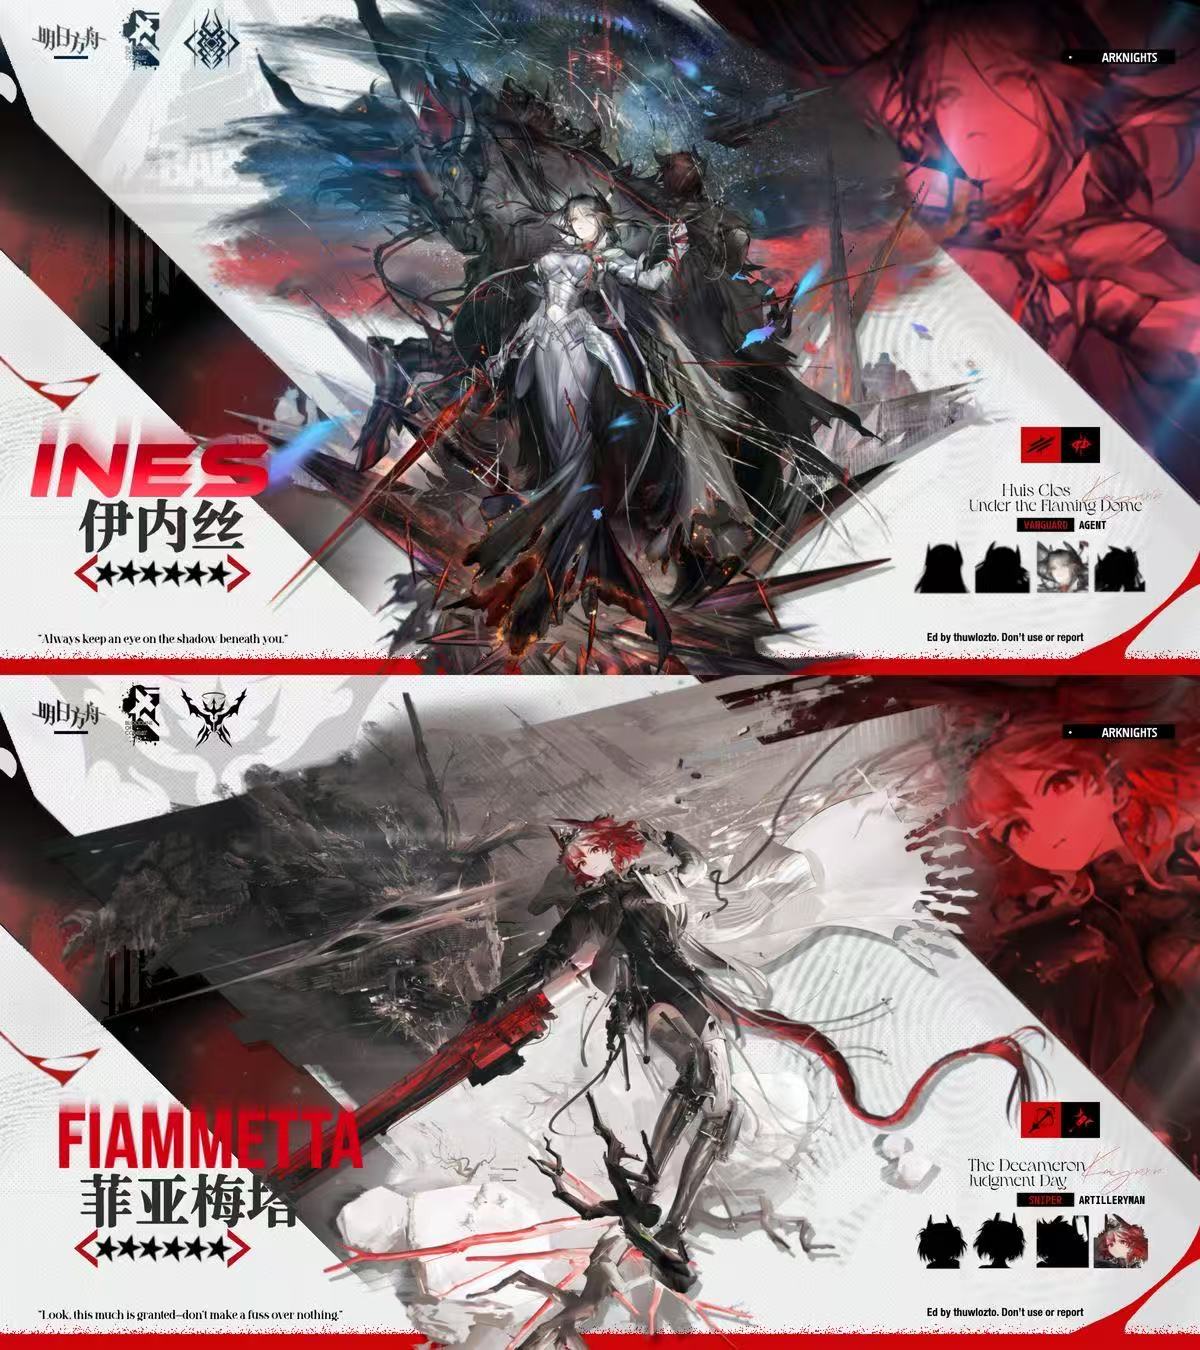 明日方舟
ARKNIGHTS
INES
伊内丝
Huis Clos
Under the Flaming Dome
VANGUARD AGENT
"Always keep an eye on the shadow beneath you."
Ed by thuwlozto. Don't use or report
明日方舟
ARKNIGHTS
FIAMMETTA
菲亚梅塔
The Decameron
Judgment Day
SNIPER ARTILLERYMAN
"Look, this much is granted—don't make a fuss over nothing."
Ed by thuwlozto. Don't use or report